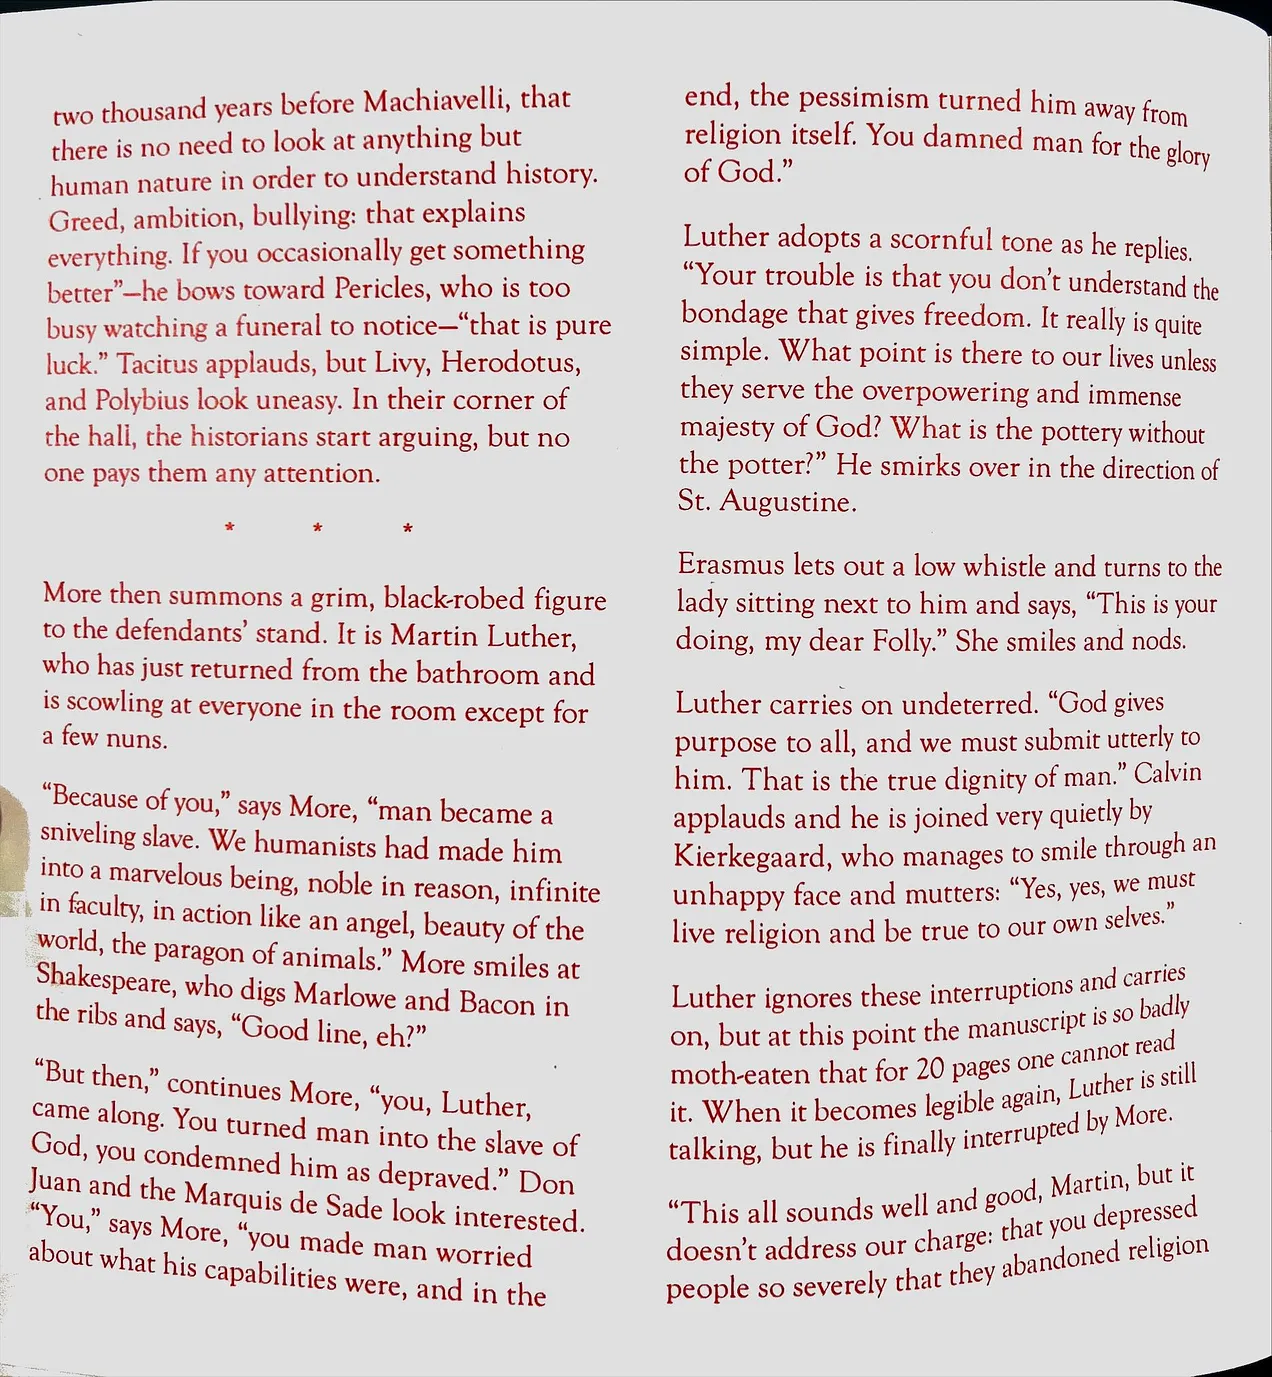 two thousand years before Machiavelli, that
there is no need to look at anything but
human nature in order to understand history.
Greed, ambition, bullying: that explains
everything. If you occasionally get something
better”—he bows toward Pericles, who is too
busy watching a funeral to notice—“that is pure
luck.” Tacitus applauds, but Livy, Herodotus,
and Polybius look uneasy. In their corner of
the hall, the historians start arguing, but no
one pays them any attention.
* * *
More then summons a grim, black-robed figure
to the defendants’ stand. It is Martin Luther,
who has just returned from the bathroom and
is scowling at everyone in the room except for
a few nuns.
“Because of you,” says More, “man became a
sniveling slave. We humanists had made him
into a marvelous being, noble in reason, infinite
in faculty, in action like an angel, beauty of the
world, the paragon of animals.” More smiles at
Shakespeare, who digs Marlowe and Bacon in
the ribs and says, “Good line, eh?”
“But then,” continues More, “you, Luther,
came along. You turned man into the slave of
God, you condemned him as depraved.” Don
Juan and the Marquis de Sade look interested.
“You,” says More, “you made man worried
about what his capabilities were, and in the
end, the pessimism turned him away from
religion itself. You damned man for the glory
of God.”
Luther adopts a scornful tone as he replies.
“Your trouble is that you don’t understand the
bondage that gives freedom. It really is quite
simple. What point is there to our lives unless
they serve the overpowering and immense
majesty of God? What is the pottery without
the potter?” He smirks over in the direction of
St. Augustine.
Erasmus lets out a low whistle and turns to the
lady sitting next to him and says, “This is your
doing, my dear Folly.” She smiles and nods.
Luther carries on undeterred. “God gives
purpose to all, and we must submit utterly to
him. That is the true dignity of man.” Calvin
applauds and he is joined very quietly by
Kierkegaard, who manages to smile through an
unhappy face and mutters: “Yes, yes, we must
live religion and be true to our own selves.”
Luther ignores these interruptions and carries
on, but at this point the manuscript is so badly
moth-eaten that for 20 pages one cannot read
it. When it becomes legible again, Luther is still
talking, but he is finally interrupted by More.
“This all sounds well and good, Martin, but it
doesn’t address our charge: that you depressed
people so severely that they abandoned religion